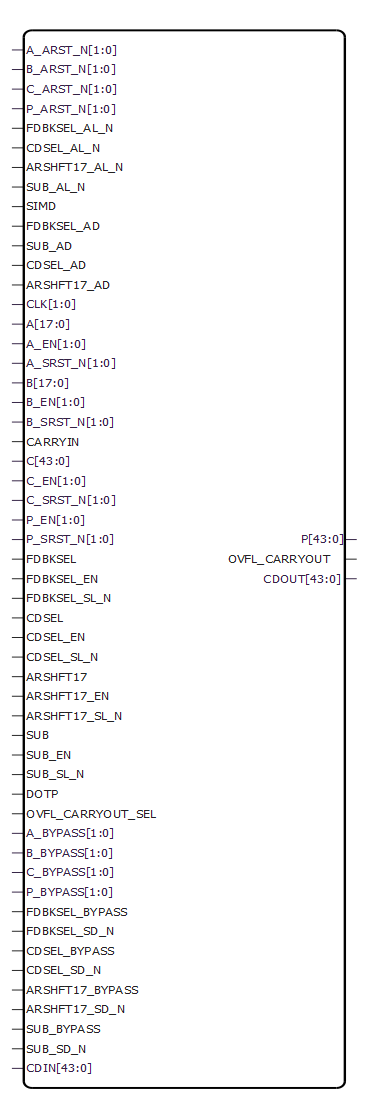 A_ARST_N[1:0]
B_ARST_N[1:0]
C_ARST_N[1:0]
P_ARST_N[1:0]
FDBKSEL_AL_N
CDSEL_AL_N
ARSHFT17_AL_N
SUB_AL_N
SIMD
FDBKSEL_AD
SUB_AD
CDSEL_AD
ARSHFT17_AD
CLK[1:0]
A[17:0]
A_EN[1:0]
A_SRST_N[1:0]
B[17:0]
B_EN[1:0]
B_SRST_N[1:0]
CARRYIN
C[43:0]
C_EN[1:0]
C_SRST_N[1:0]
P_EN[1:0]
P_SRST_N[1:0] P[43:0]
FDBKSEL OVFL_CARRYOUT
FDBKSEL_EN CDOUT[43:0]
FDBKSEL_SL_N
CDSEL
CDSEL_EN
CDSEL_SL_N
ARSHFT17
ARSHFT17_EN
ARSHFT17_SL_N
SUB
SUB_EN
SUB_SL_N
DOTP
OVFL_CARRYOUT_SEL
A_BYPASS[1:0]
B_BYPASS[1:0]
C_BYPASS[1:0]
P_BYPASS[1:0]
FDBKSEL_BYPASS
FDBKSEL_SD_N
CDSEL_BYPASS
CDSEL_SD_N
ARSHFT17_BYPASS
ARSHFT17_SD_N
SUB_BYPASS
SUB_SD_N
CDIN[43:0]